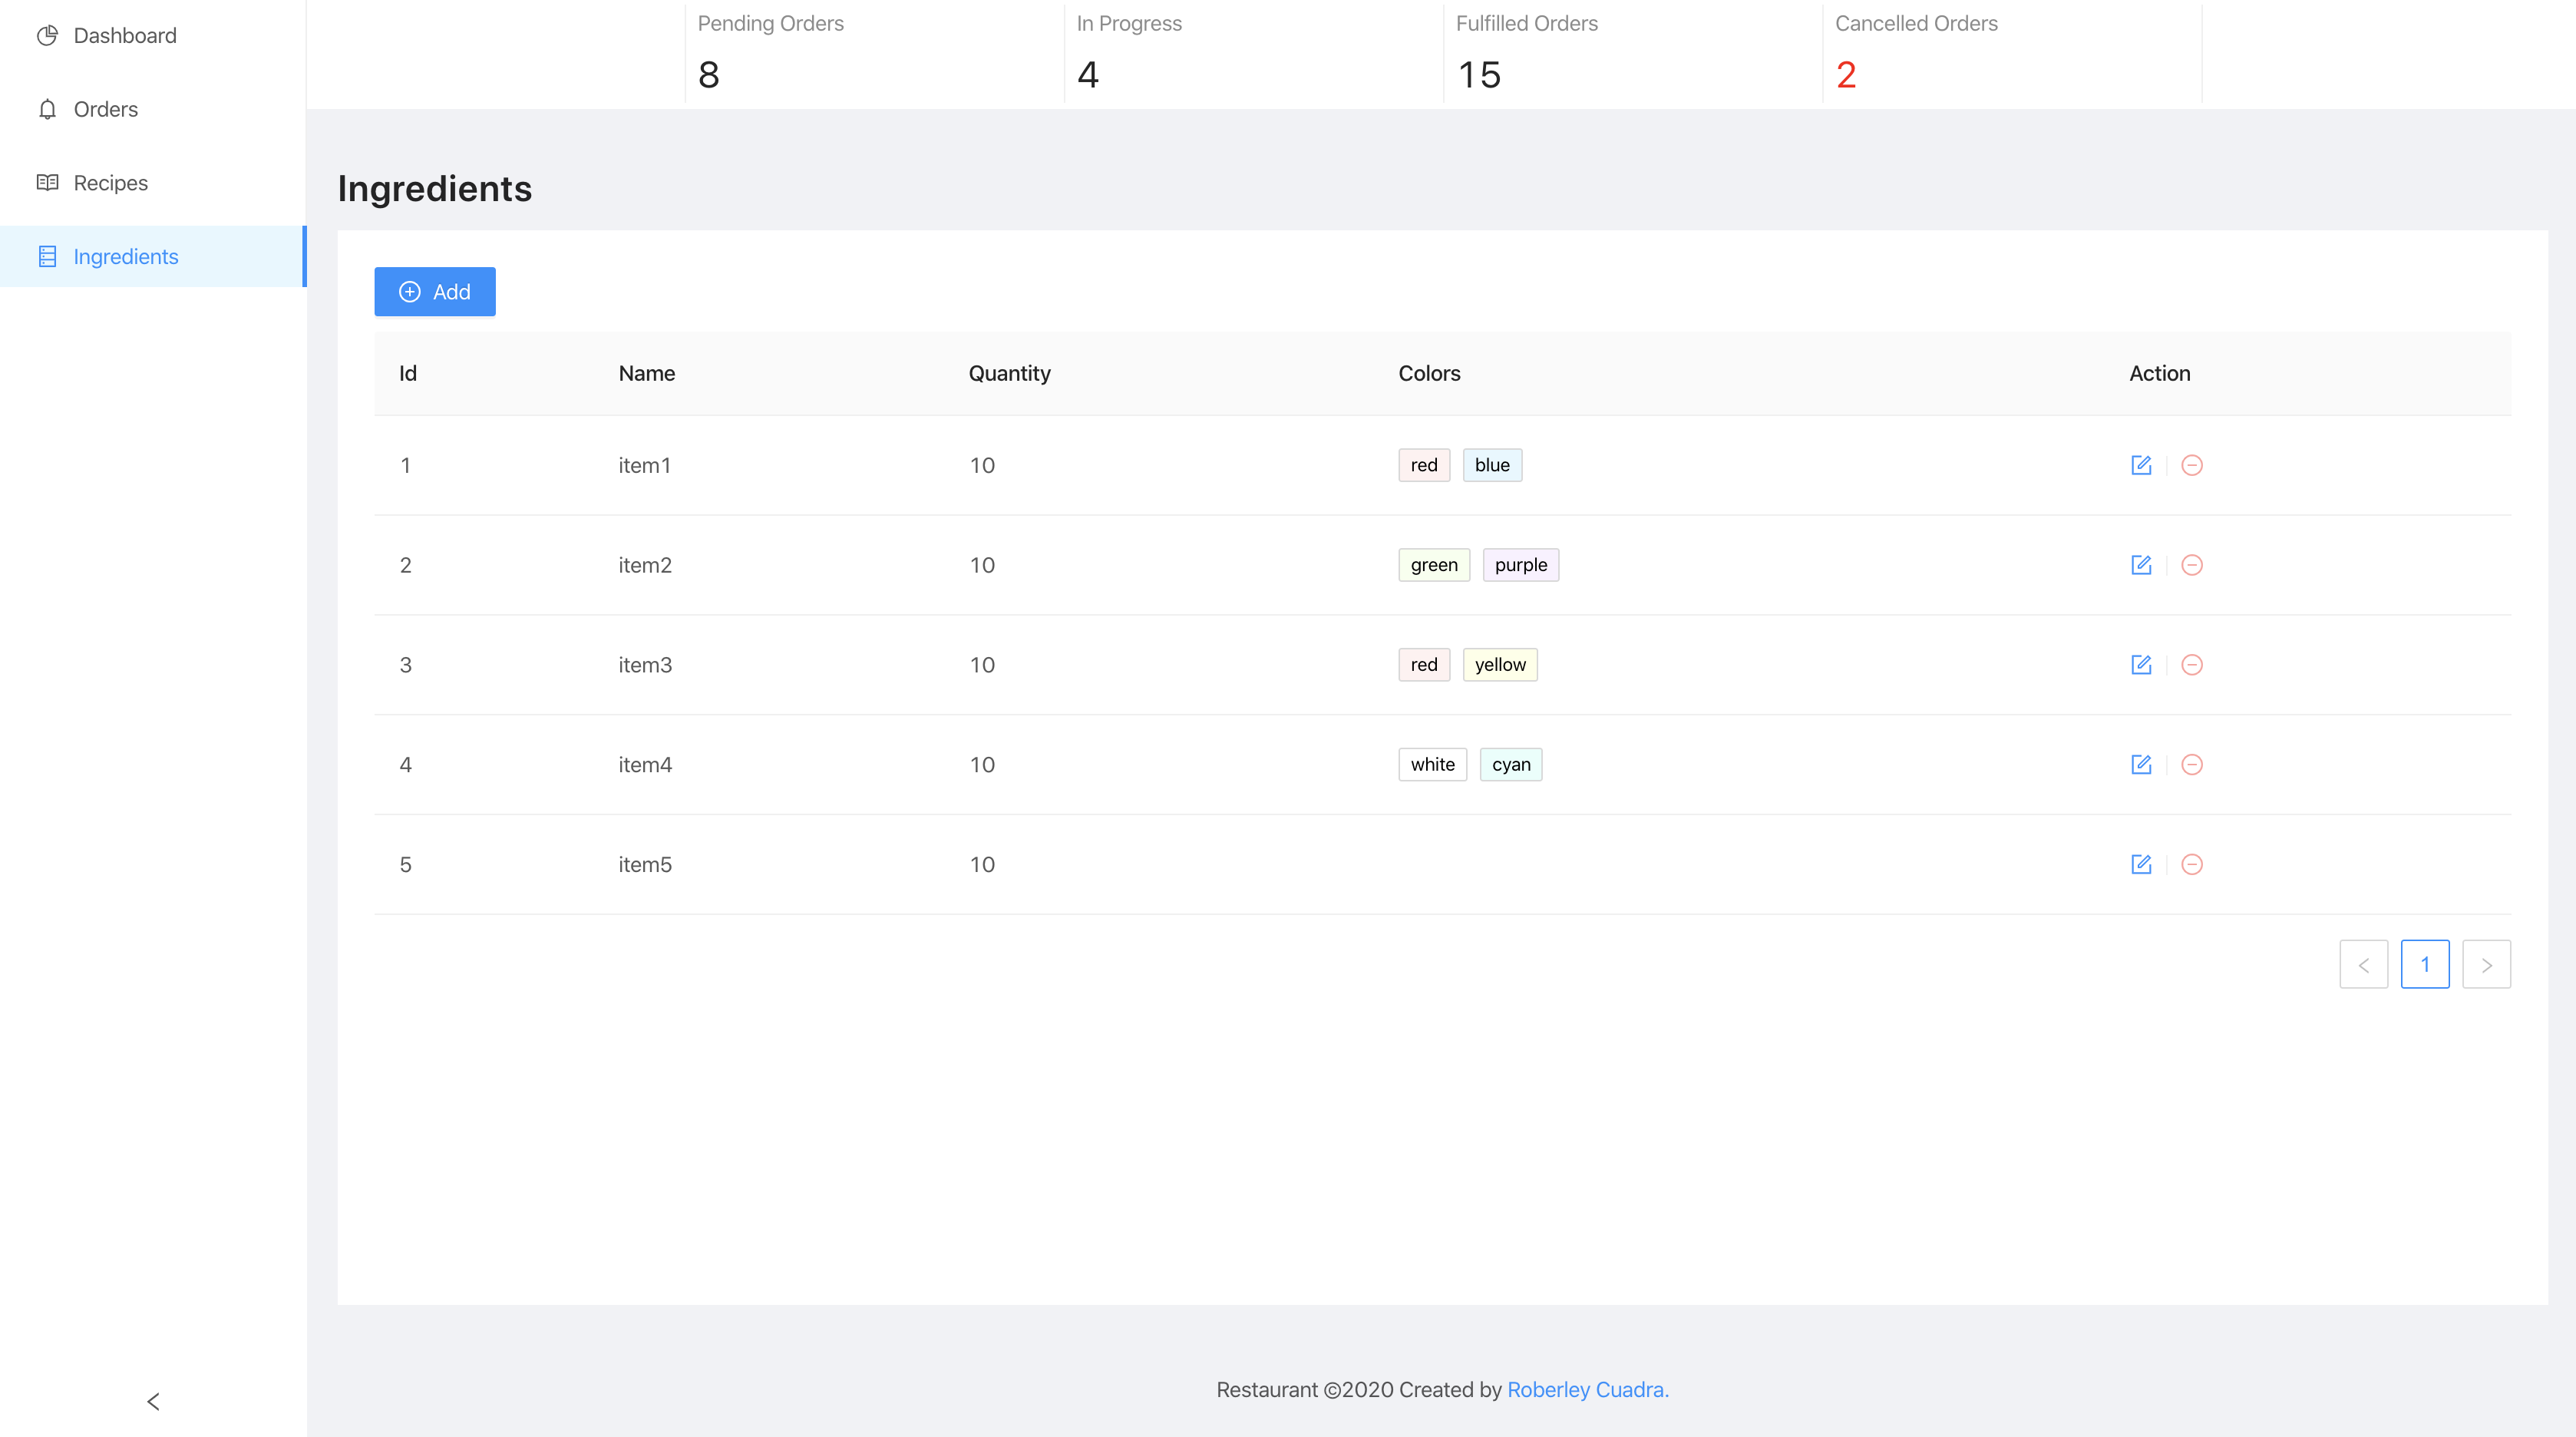 Dashboard
Orders
Recipes
Ingredients
Pending Orders
8
In Progress
4
Fulfilled Orders
15
Cancelled Orders
2
Ingredients
Add
Id Name Quantity Colors Action
1 item1 10 red blue
2 item2 10 green purple
3 item3 10 red yellow
4 item4 10 white cyan
5 item5 10
1
Restaurant ©2020 Created by Roberley Cuadra.